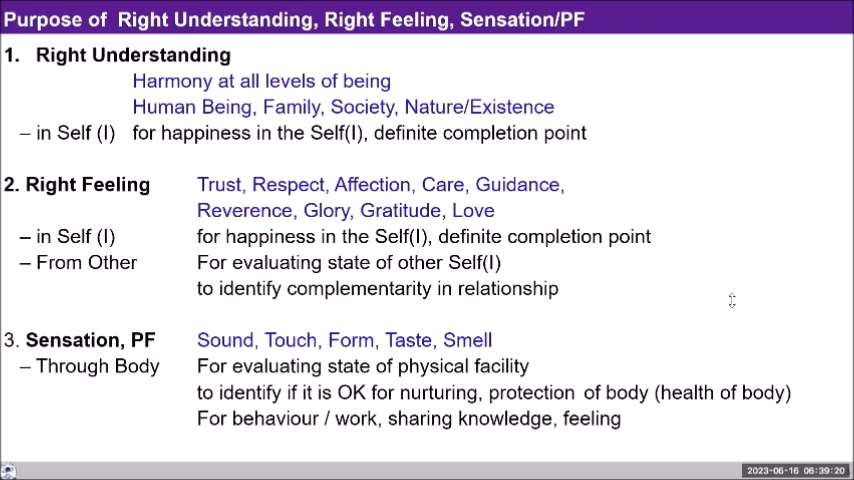 Purpose of Right Understanding, Right Feeling, Sensation/PF
1. Right Understanding
Harmony at all levels of being
Human Being, Family, Society, Nature/Existence
– in Self (I) for happiness in the Self(I), definite completion point
2. Right Feeling Trust, Respect, Affection, Care, Guidance,
Reverence, Glory, Gratitude, Love
– in Self (I) for happiness in the Self(I), definite completion point
– From Other For evaluating state of other Self(I)
to identify complementarity in relationship
3. Sensation, PF Sound, Touch, Form, Taste, Smell
– Through Body For evaluating state of physical facility
to identify if it is OK for nurturing, protection of body (health of body)
For behaviour / work, sharing knowledge, feeling
2023-06-16 06:39:20